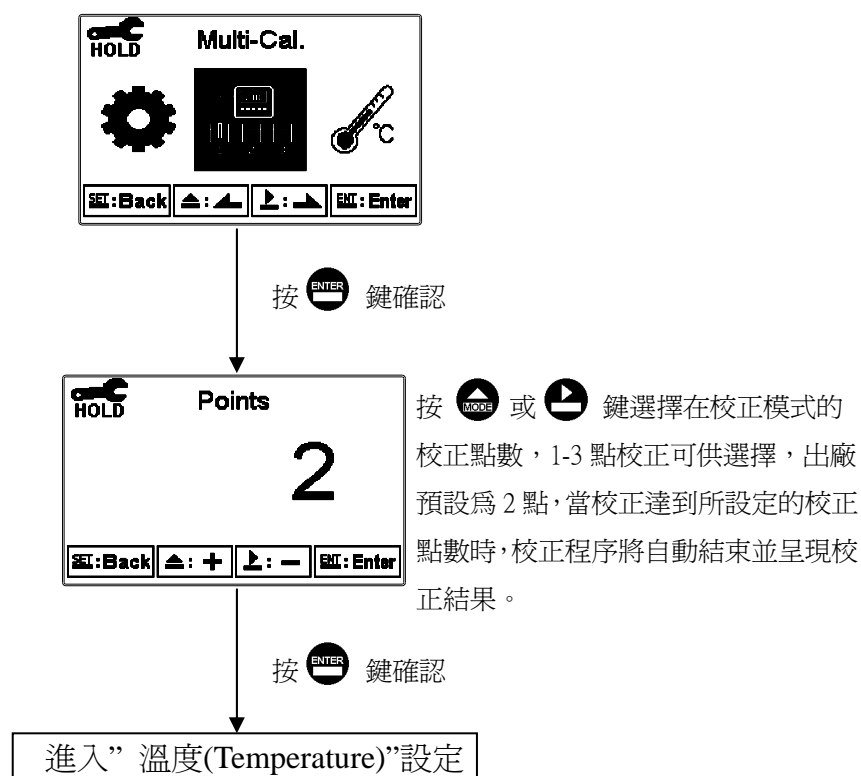 HOLD
Multi-Cal.
°C
SET:Back
:
:
ENT:Enter
按 ENTER 鍵確認
HOLD
Points
2
SET:Back
: +
: −
ENT:Enter
按 MODE 或 鍵選擇在校正模式的
校正點數,1-3 點校正可供選擇,出廠
預設為 2 點,當校正達到所設定的校正
點數時,校正程序將自動結束並呈現校
正結果。
按 ENTER 鍵確認
進入” 溫度(Temperature)”設定